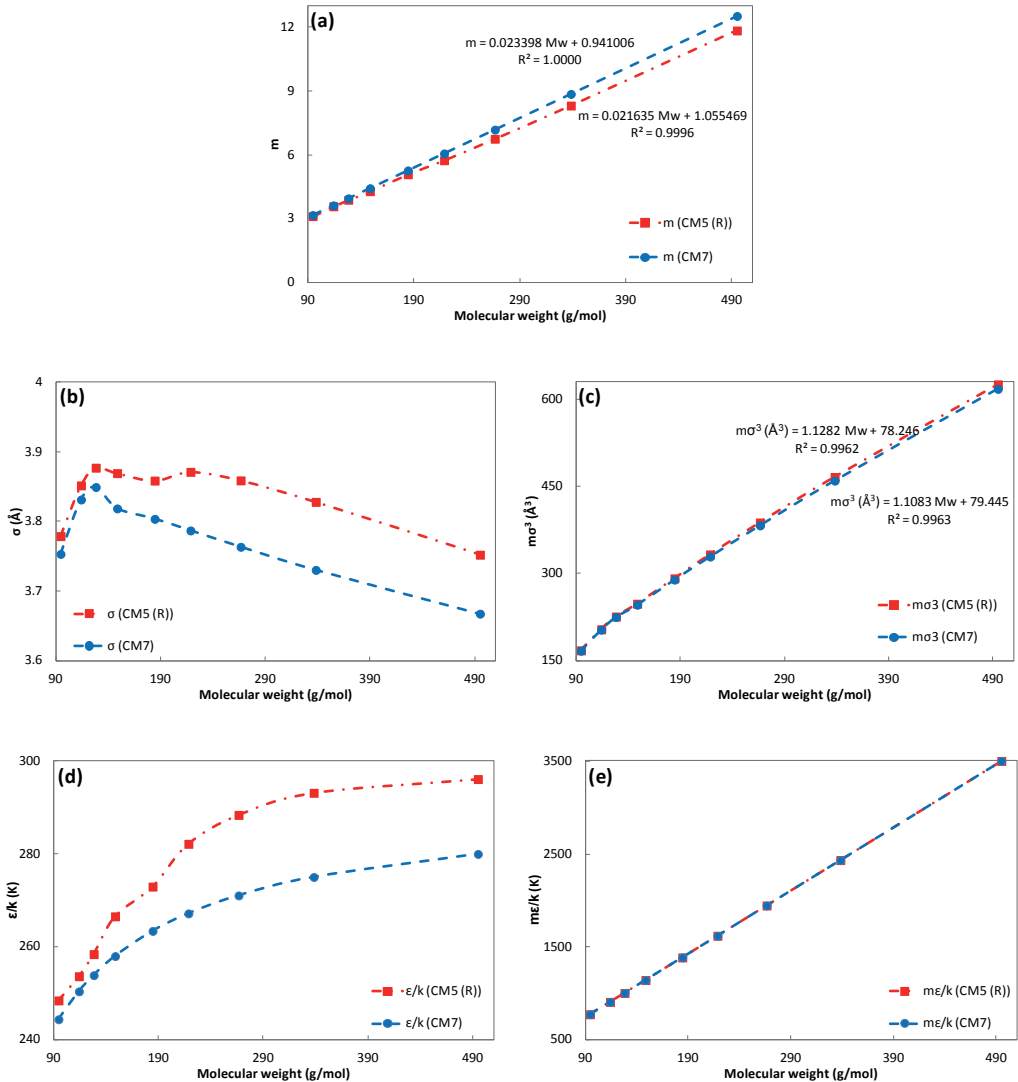 (a)
12
9
6
3
0
m
m = 0.023398 Mw + 0.941006
R² = 1.0000
m = 0.021635 Mw + 1.055469
R² = 0.9996
m (CM5 (R))
m (CM7)
90 190 290 390 490
Molecular weight (g/mol)
(b)
4
3.9
3.8
3.7
3.6
σ (Å)
σ (CM5 (R))
σ (CM7)
90 190 290 390 490
Molecular weight (g/mol)
(c)
600
450
300
150
mσ³ (Å³)
mσ³ (Å³) = 1.1282 Mw + 78.246
R² = 0.9962
mσ³ (Å³) = 1.1083 Mw + 79.445
R² = 0.9963
mσ3 (CM5 (R))
mσ3 (CM7)
90 190 290 390 490
Molecular weight (g/mol)
(d)
300
280
260
240
ε/k (K)
ε/k (CM5 (R))
ε/k (CM7)
90 190 290 390 490
Molecular weight (g/mol)
(e)
3500
2500
1500
500
mε/k (K)
mε/k (CM5 (R))
mε/k (CM7)
90 190 290 390 490
Molecular weight (g/mol)